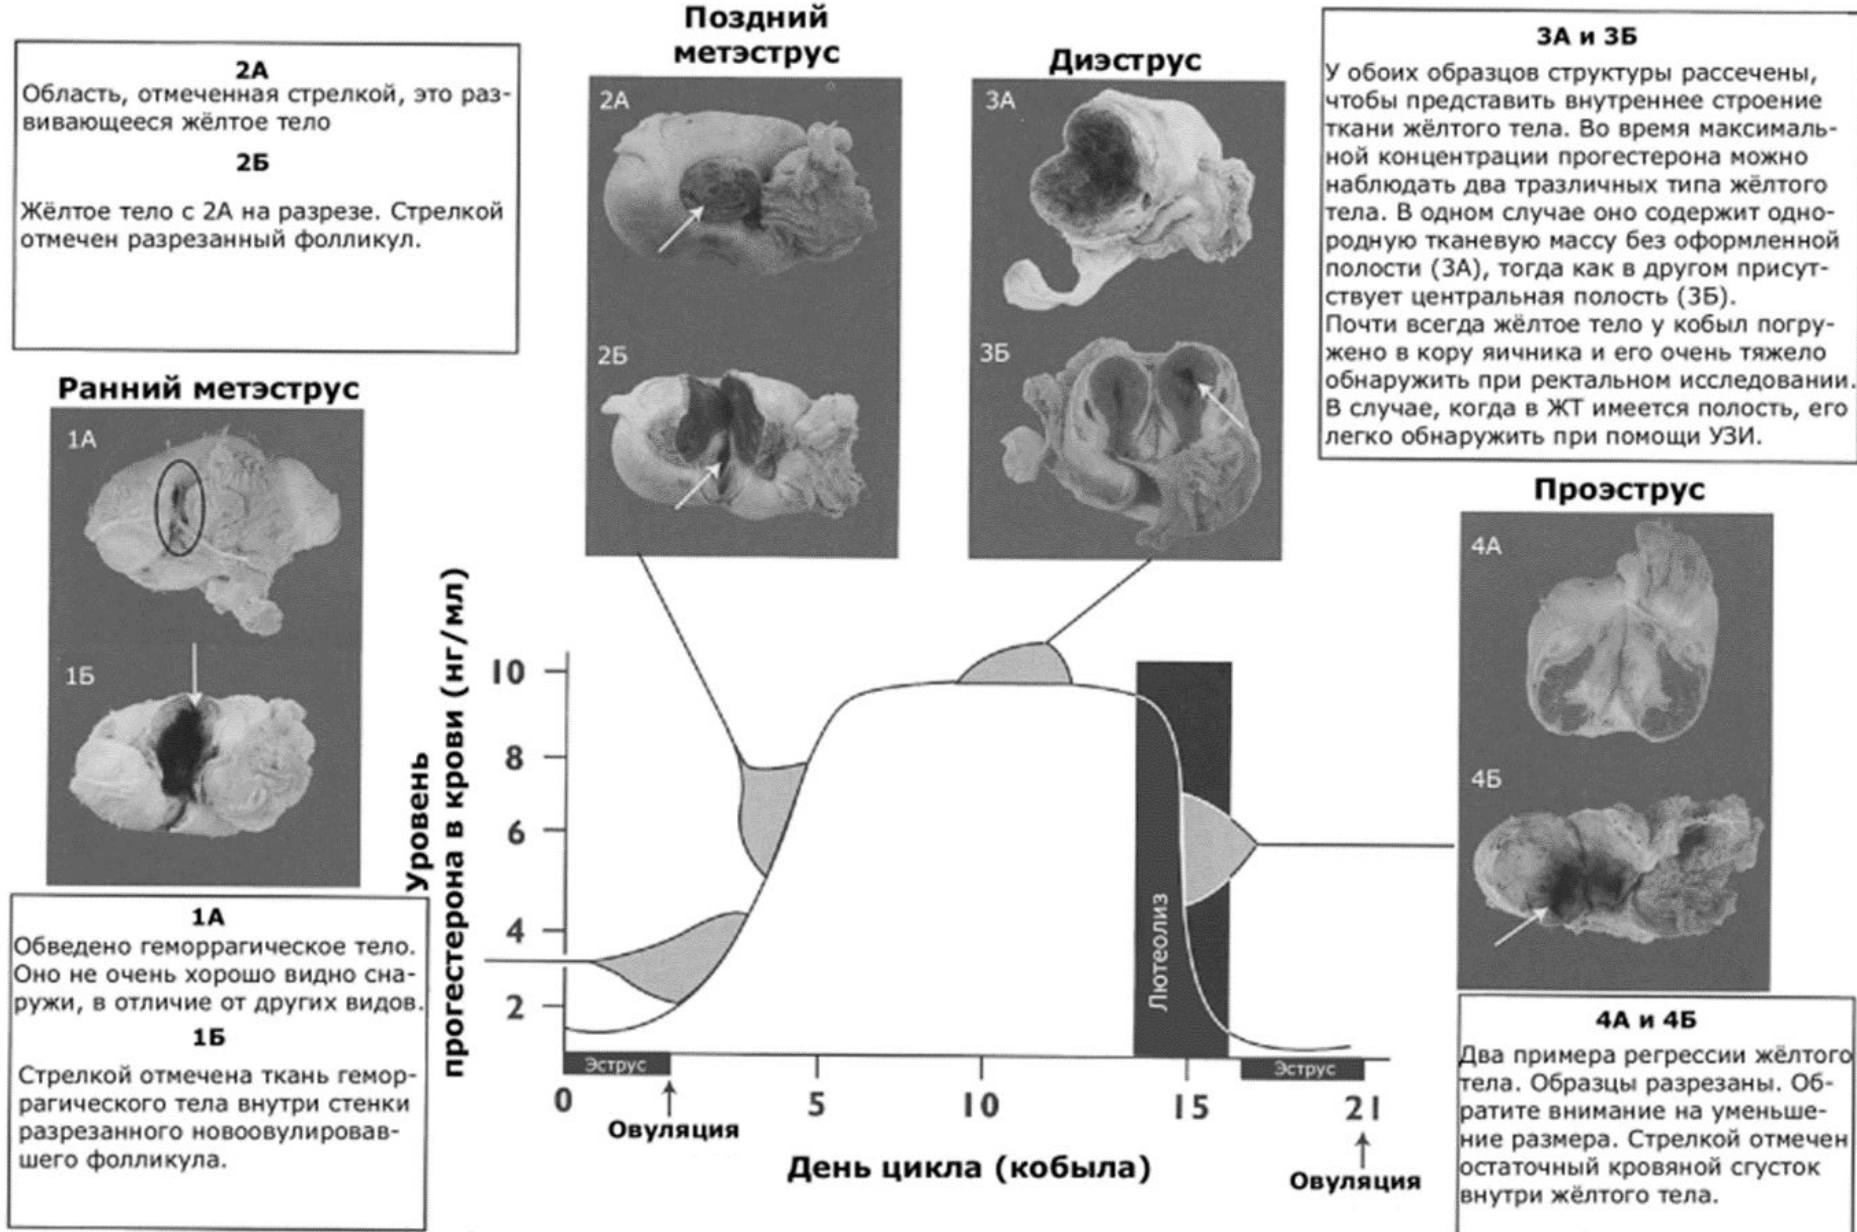 2А
Область, отмеченная стрелкой, это раз-
вивающееся жёлтое тело
2Б
Жёлтое тело с 2А на разрезе. Стрелкой
отмечен разрезанный фолликул.
Поздний
метэструс
2А
2Б
Диэструс
3А
3Б
3А и 3Б
У обоих образцов структуры рассечены,
чтобы представить внутреннее строение
ткани жёлтого тела. Во время максималь-
ной концентрации прогестерона можно
наблюдать два тразличных типа жёлтого
тела. В одном случае оно содержит одно-
родную тканевую массу без оформленной
полости (3А), тогда как в другом присут-
ствует центральная полость (3Б).
Почти всегда жёлтое тело у кобыл погру-
жено в кору яичника и его очень тяжело
обнаружить при ректальном исследовании.
В случае, когда в ЖТ имеется полость, его
легко обнаружить при помощи УЗИ.
Ранний метэструс
1А
1Б
1А
Обведено геморрагическое тело.
Оно не очень хорошо видно сна-
ружи, в отличие от других видов.
1Б
Стрелкой отмечена ткань гемор-
рагического тела внутри стенки
разрезанного новоовулировав-
шего фолликула.
Уровень
прогестерона в крови (нг/мл)
10
8
6
4
2
Лютеолиз
Эструс
Эструс
0
5
10
15
21
Овуляция
Овуляция
День цикла (кобыла)
Проэструс
4А
4Б
4А и 4Б
Два примера регрессии жёлтого
тела. Образцы разрезаны. Об-
ратите внимание на уменьше-
ние размера. Стрелкой отмечен
остаточный кровяной сгусток
внутри жёлтого тела.